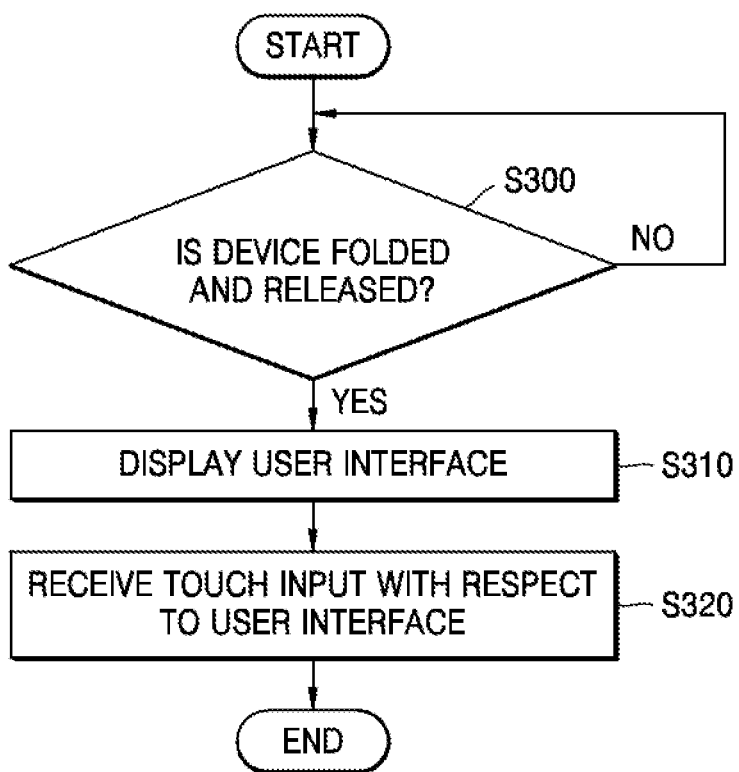 START
S300
IS DEVICE FOLDED
AND RELEASED?
NO
YES
DISPLAY USER INTERFACE
S310
RECEIVE TOUCH INPUT WITH RESPECT
TO USER INTERFACE
S320
END